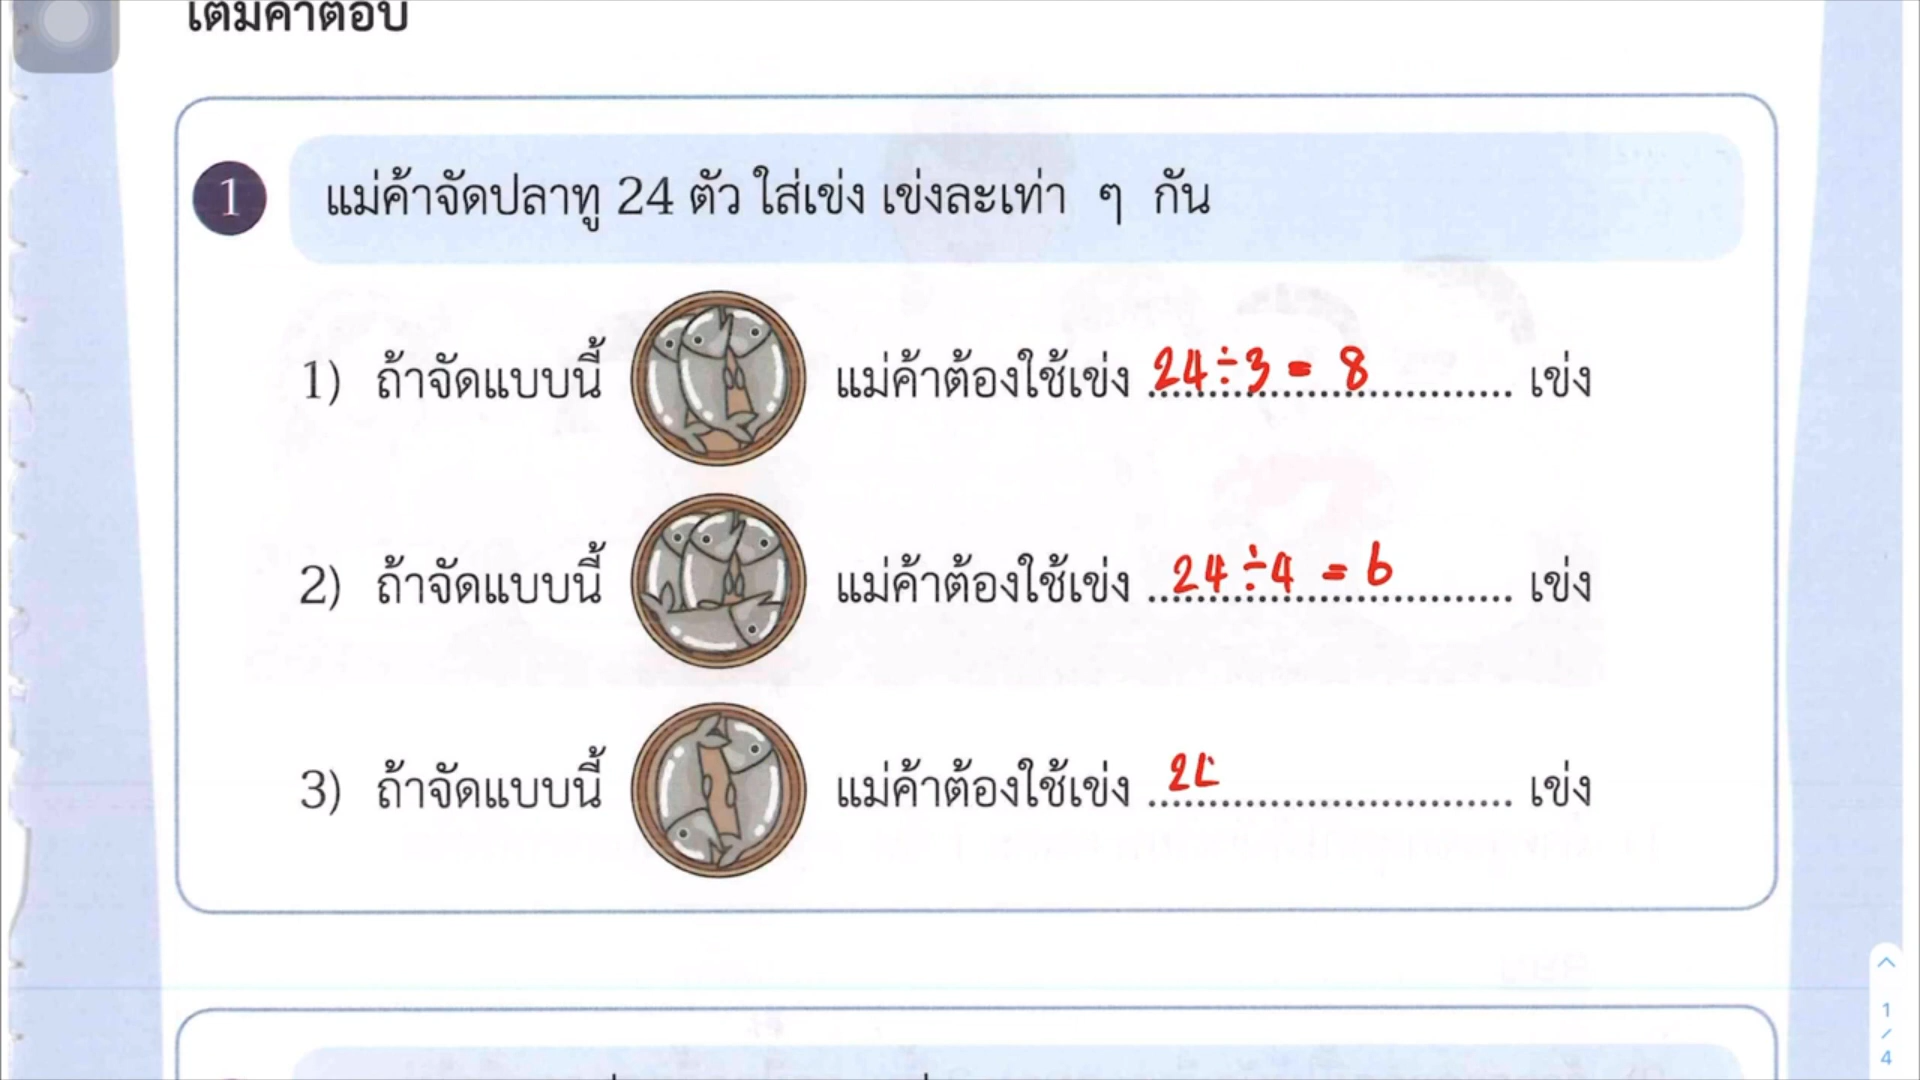 เติมคำตอบ
1 แม่ค้าจัดปลาทู 24 ตัว ใส่เข่ง เข่งละเท่า ๆ กัน
1) ถ้าจัดแบบนี้ แม่ค้าต้องใช้เข่ง 24÷3 = 8 เข่ง
2) ถ้าจัดแบบนี้ แม่ค้าต้องใช้เข่ง 24÷4 = 6 เข่ง
3) ถ้าจัดแบบนี้ แม่ค้าต้องใช้เข่ง 2 เข่ง
1
/
4